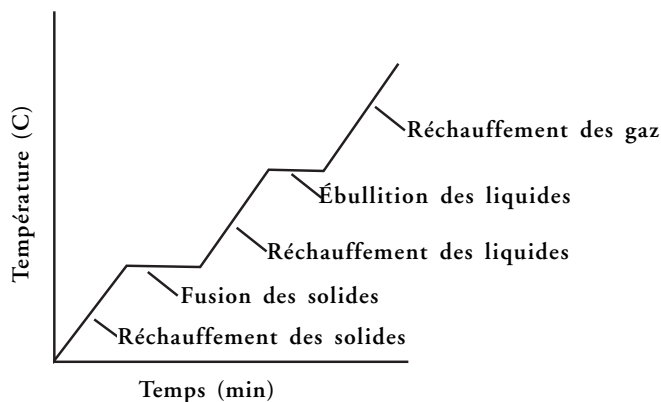 Température (C)
Réchauffement des gaz
Ébullition des liquides
Réchauffement des liquides
Fusion des solides
Réchauffement des solides
Temps (min)